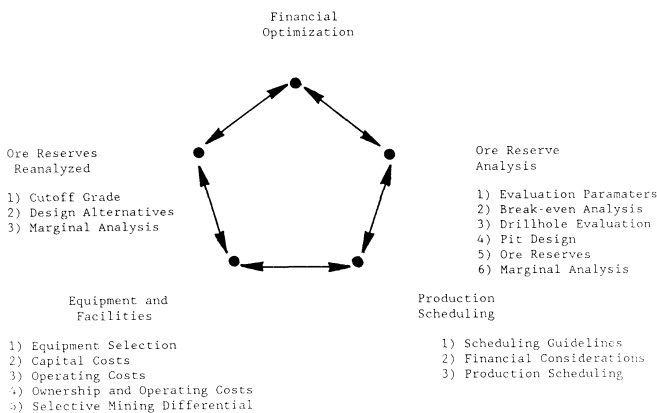 Financial
Optimization
Ore Reserves
Reanalyzed
1) Cutoff Grade
2) Design Alternatives
3) Marginal Analysis
Ore Reserve
Analysis
1) Evaluation Paramaters
2) Break-even Analysis
3) Drillhole Evaluation
4) Pit Design
5) Ore Reserves
6) Marginal Analysis
Equipment and
Facilities
1) Equipment Selection
2) Capital Costs
3) Operating Costs
4) Ownership and Operating Costs
5) Selective Mining Differential
Production
Scheduling
1) Scheduling Guidelines
2) Financial Considerations
3) Production Scheduling